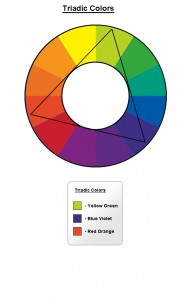 Triadic Colors
Triadic Colors
- Yellow Green
- Blue Violet
- Red Orange